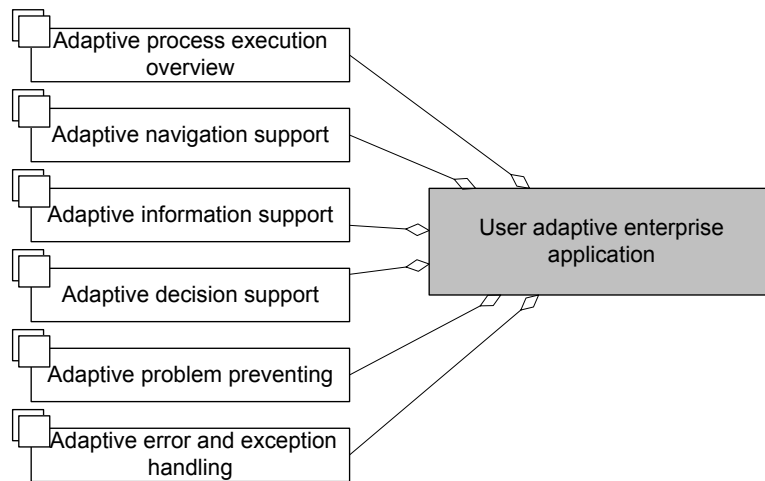 Adaptive process execution
overview
Adaptive navigation support
Adaptive information support
Adaptive decision support
Adaptive problem preventing
Adaptive error and exception
handling
User adaptive enterprise
application